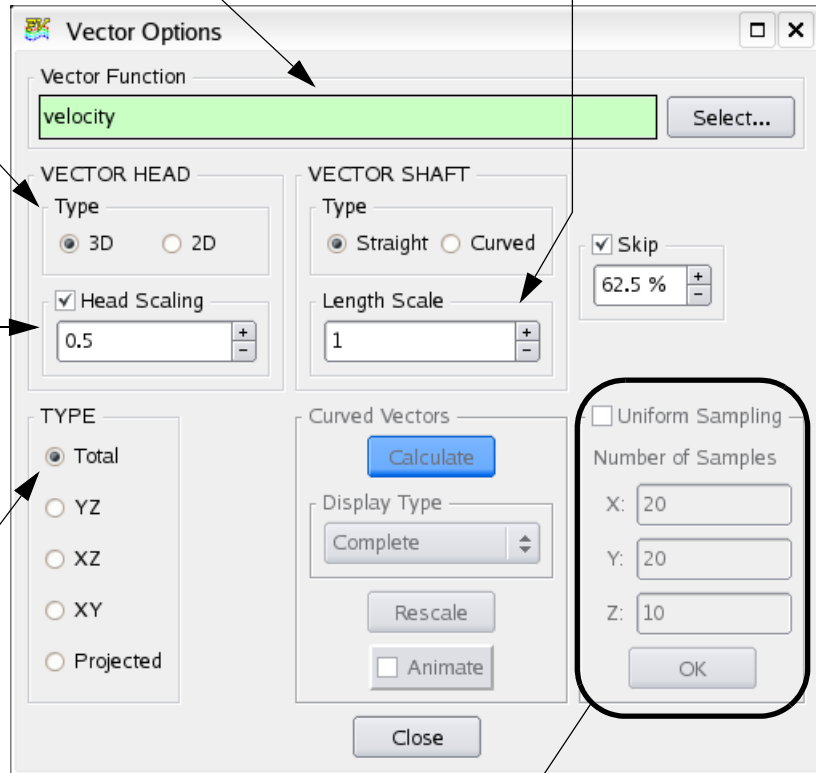 Vector Options
Vector Function
velocity
Select...
VECTOR HEAD
Type
3D
2D
Head Scaling
0.5
VECTOR SHAFT
Type
Straight
Curved
Length Scale
1
Skip
62.5 %
TYPE
Total
YZ
XZ
XY
Projected
Curved Vectors
Calculate
Display Type
Complete
Rescale
Animate
Uniform Sampling
Number of Samples
X: 20
Y: 20
Z: 10
OK
Close